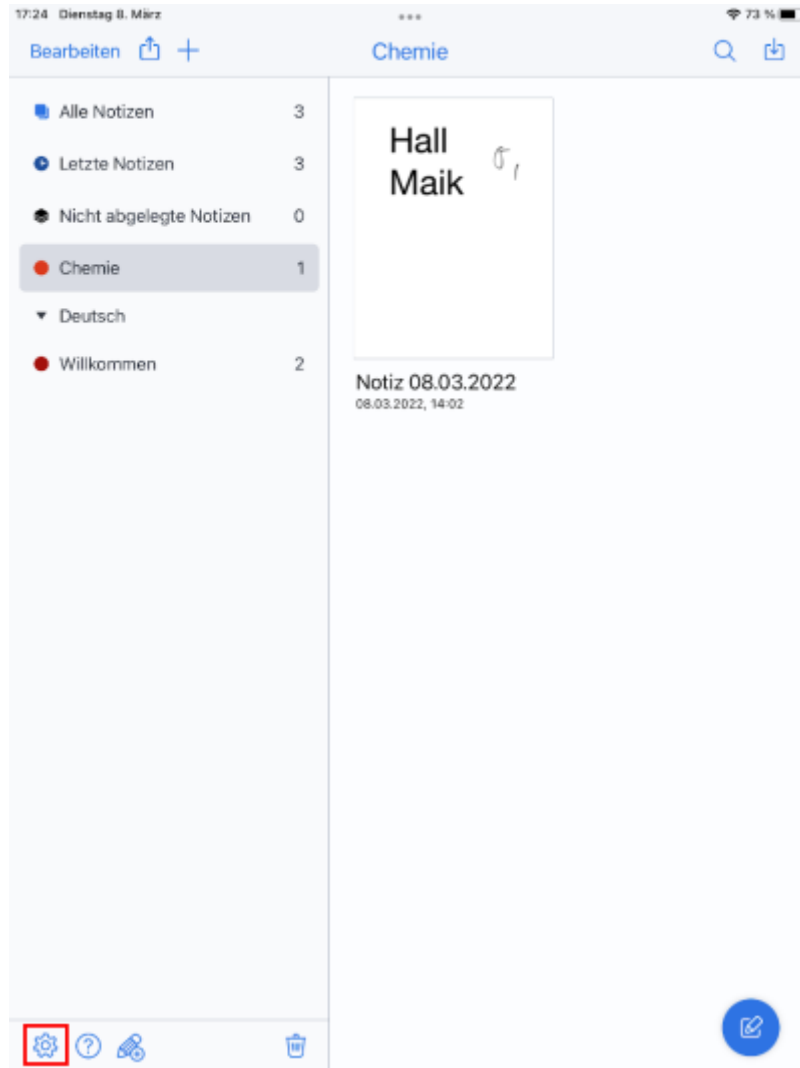 17:24 Dienstag 8. März
73 %
Bearbeiten
Chemie
Alle Notizen 3
Letzte Notizen 3
Nicht abgelegte Notizen 0
Chemie 1
Deutsch
Willkommen 2
Hall
Maik
Notiz 08.03.2022
08.03.2022, 14:02